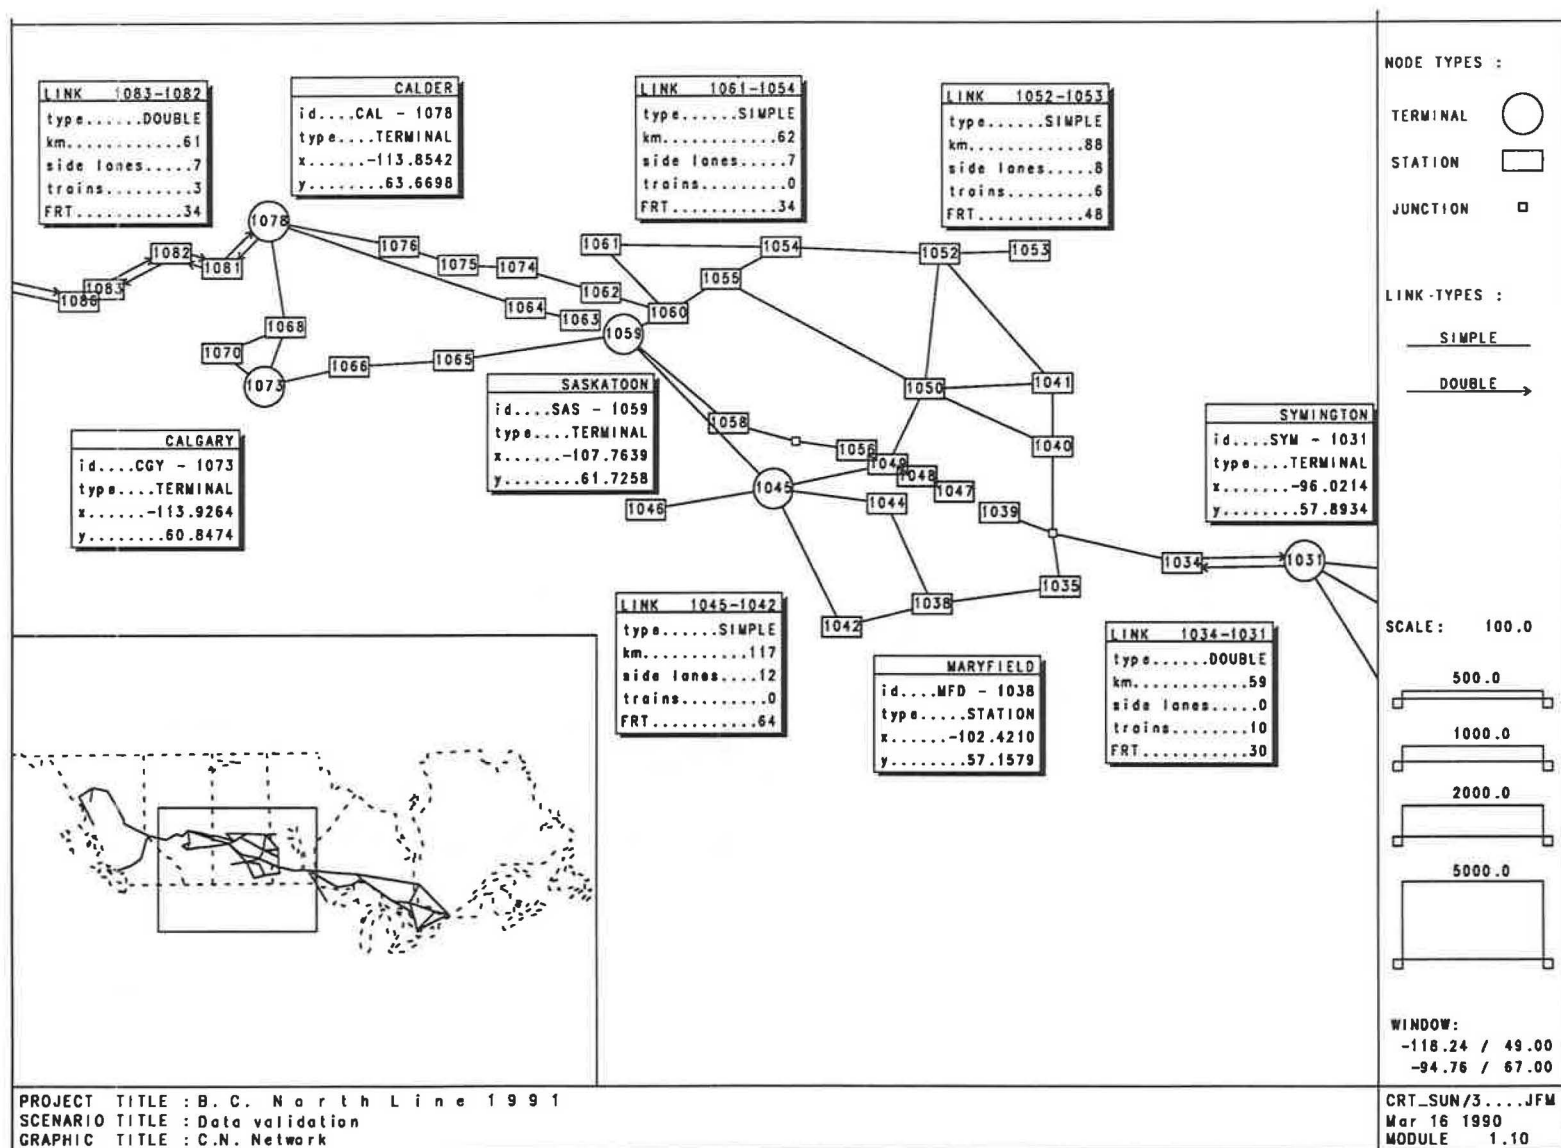 LINK 1083-1082
type......DOUBLE
km...........61
side lanes.....7
trains.........3
FRT...........34
CALDER
id....CAL - 1078
type....TERMINAL
x......-113.8542
y........63.6698
LINK 1061-1054
type......SIMPLE
km............62
side lanes.....7
trains.........0
FRT...........34
LINK 1052-1053
type......SIMPLE
km............88
side lanes.....8
trains.........6
FRT...........48
1078
1076
1075
1074
1062
1064
1063
1060
1061
1054
1055
1052
1053
1082
1081
1083
1086
1068
1070
1073
1066
1065
1059
1050
1041
1040
1058
1056
1049
1048
1047
1045
1046
1044
1039
1034
1031
1035
1038
1042
CALGARY
id....CGY - 1073
type....TERMINAL
x......-113.9264
y........60.8474
SASKATOON
id....SAS - 1059
type....TERMINAL
x......-107.7639
y........61.7258
SYMINGTON
id....SYM - 1031
type....TERMINAL
x.......-96.0214
y........57.8934
LINK 1045-1042
type......SIMPLE
km...........117
side lanes....12
trains.........0
FRT...........64
MARYFIELD
id....MFD - 1038
type.....STATION
x......-102.4210
y........57.1579
LINK 1034-1031
type......DOUBLE
km............59
side lanes.....0
trains........10
FRT...........30
NODE TYPES :
TERMINAL
STATION
JUNCTION
LINK-TYPES :
SIMPLE
DOUBLE
SCALE: 100.0
500.0
1000.0
2000.0
5000.0
WINDOW:
-118.24 / 49.00
-94.76 / 67.00
PROJECT TITLE : B.C. North Line 1991
SCENARIO TITLE : Data validation
GRAPHIC TITLE : C.N. Network
CRT_SUN/3....JFM
Mar 16 1990
MODULE 1.10